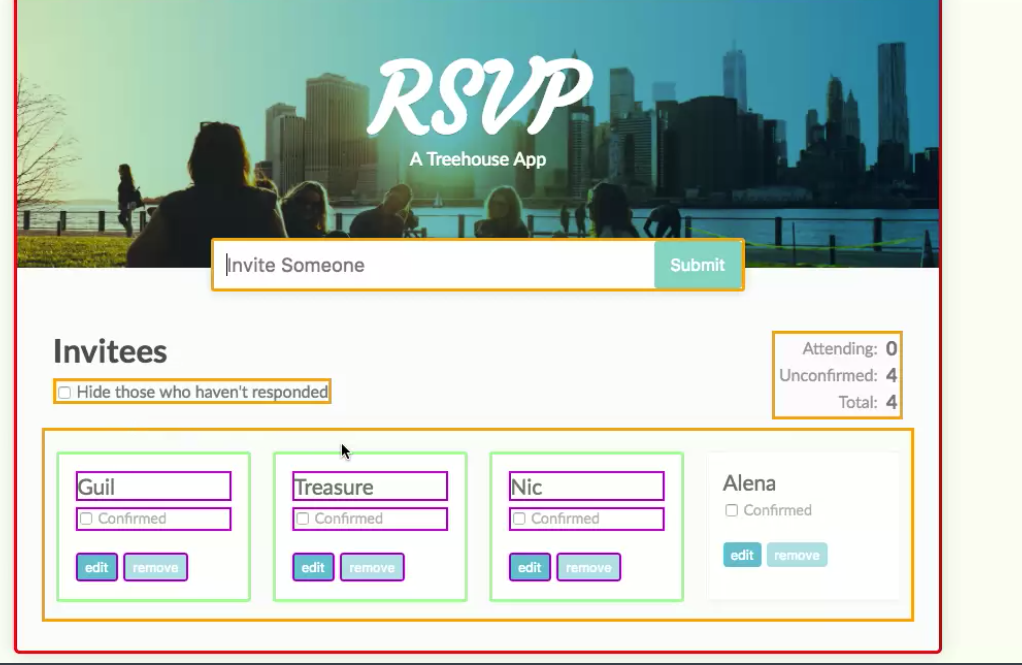 RSVP
A Treehouse App
Invite Someone Submit
Invitees
Hide those who haven't responded
Attending: 0
Unconfirmed: 4
Total: 4
Guil
Confirmed
edit remove
Treasure
Confirmed
edit remove
Nic
Confirmed
edit remove
Alena
Confirmed
edit remove